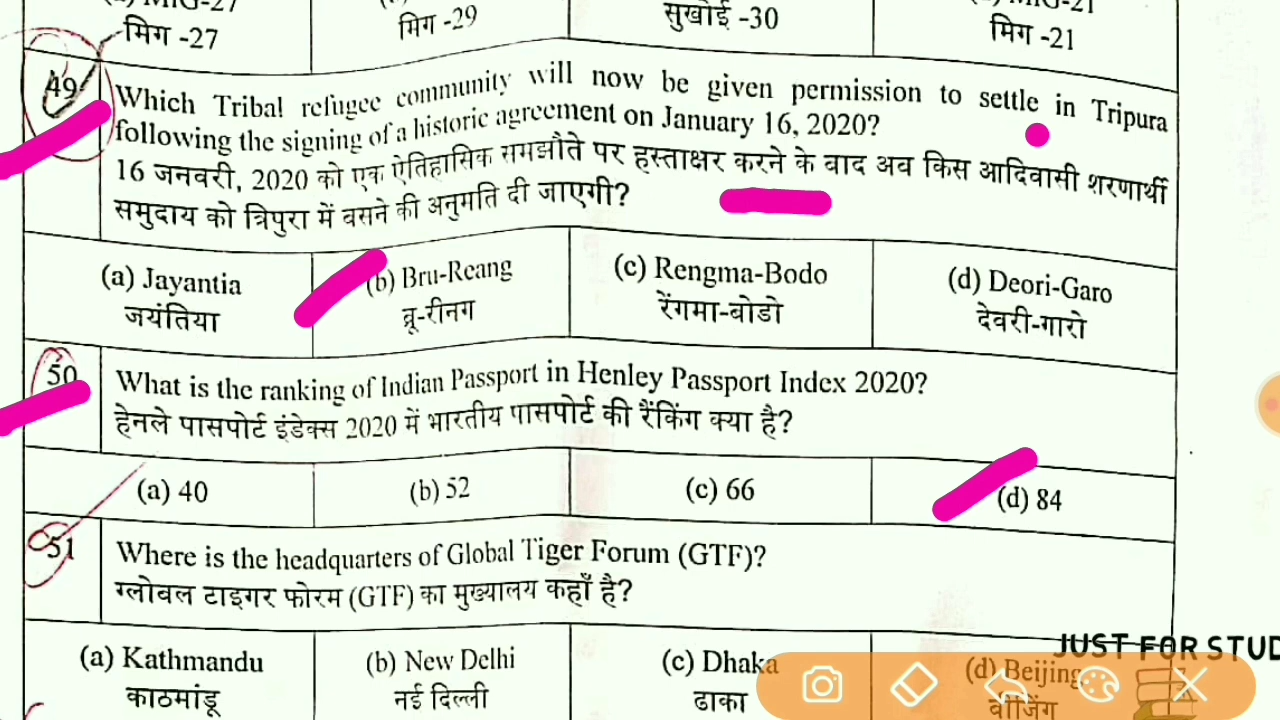 मिग -27
मिग -29
सुखोई -30
मिग -21
49
Which Tribal refugee community will now be given permission to settle in Tripura
following the signing of a historic agreement on January 16, 2020?
16 जनवरी, 2020 को एक ऐतिहासिक समझौते पर हस्ताक्षर करने के बाद अब किस आदिवासी शरणार्थी
समुदाय को त्रिपुरा में बसने की अनुमति दी जाएगी?
(a) Jayantia
जयंतिया
(b) Bru-Reang
ब्रू-रीनग
(c) Rengma-Bodo
रेंगमा-बोडो
(d) Deori-Garo
देवरी-गारो
50
What is the ranking of Indian Passport in Henley Passport Index 2020?
हेनले पासपोर्ट इंडेक्स 2020 में भारतीय पासपोर्ट की रैंकिंग क्या है?
(a) 40
(b) 52
(c) 66
(d) 84
51
Where is the headquarters of Global Tiger Forum (GTF)?
ग्लोबल टाइगर फोरम (GTF) का मुख्यालय कहाँ है?
JUST FOR STUD
(a) Kathmandu
काठमांडू
(b) New Delhi
नई दिल्ली
(c) Dhaka
ढाका
(d) Beijing
बीजिंग